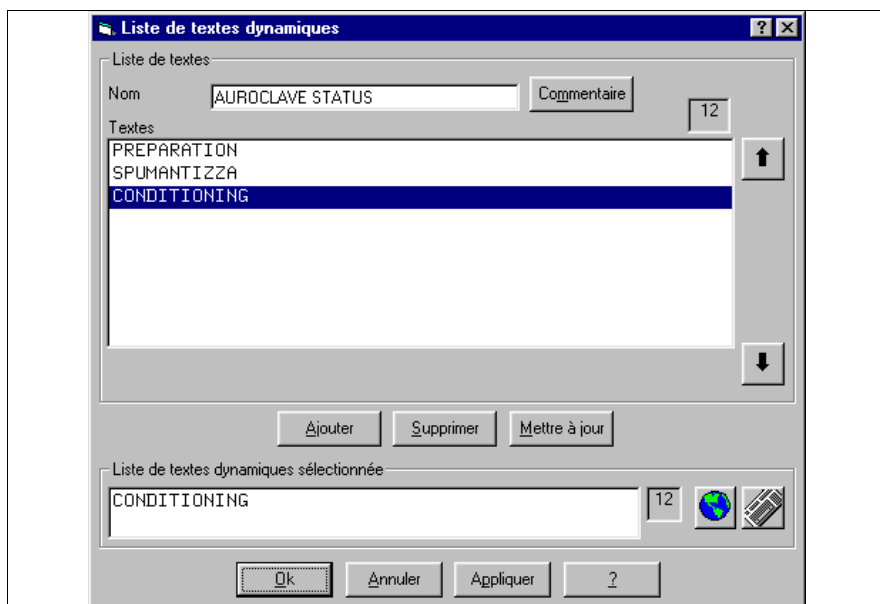 Liste de textes dynamiques
Liste de textes
Nom AUROCLAVE STATUS Commentaire
12
Textes
PREPARATION
SPUMANTIZZA
CONDITIONING
Ajouter Supprimer Mettre à jour
Liste de textes dynamiques sélectionnée
CONDITIONING 12
Ok Annuler Appliquer ?